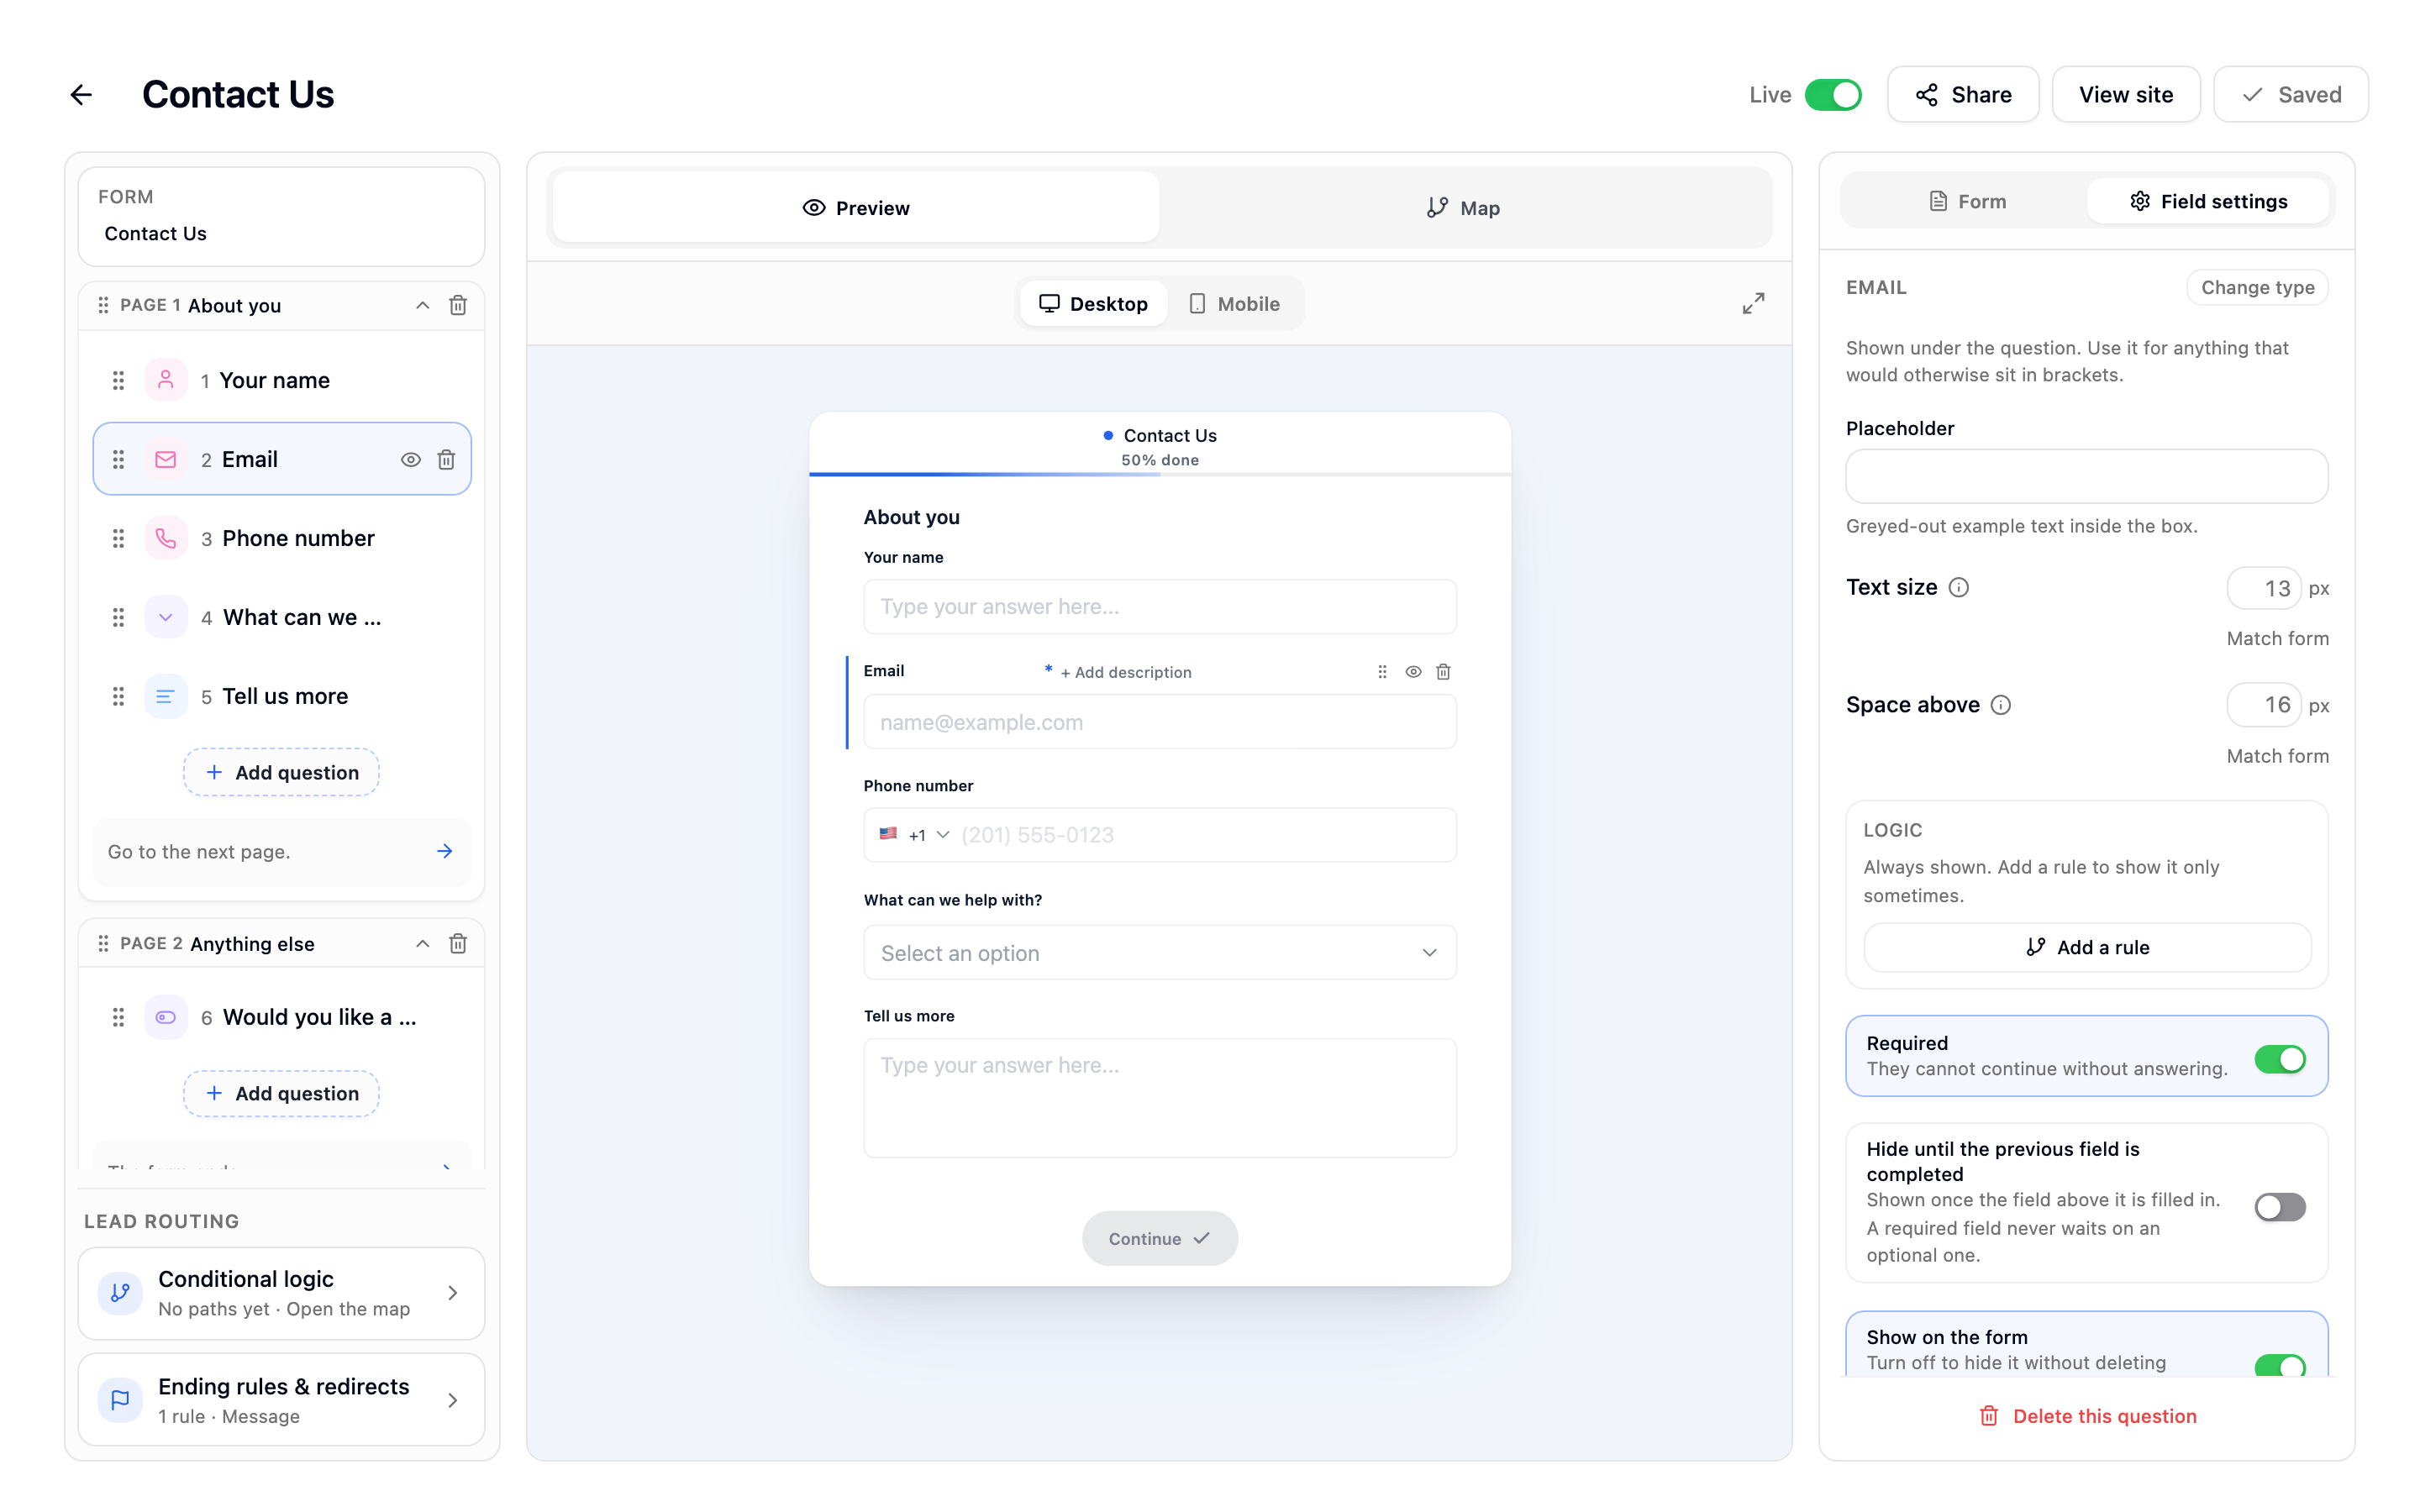 Contact Us
Live
Share
View site
Saved
FORM
Contact Us
PAGE 1 About you
1 Your name
2 Email
3 Phone number
4 What can we ...
5 Tell us more
+ Add question
Go to the next page.
PAGE 2 Anything else
6 Would you like a ...
+ Add question
LEAD ROUTING
Conditional logic
No paths yet · Open the map
Ending rules & redirects
1 rule · Message
Preview
Map
Desktop
Mobile
Contact Us
50% done
About you
Your name
Type your answer here...
Email * + Add description
name@example.com
Phone number
+1 (201) 555-0123
What can we help with?
Select an option
Tell us more
Type your answer here...
Continue
Form
Field settings
EMAIL
Change type
Shown under the question. Use it for anything that
would otherwise sit in brackets.
Placeholder
Greyed-out example text inside the box.
Text size 13 px
Match form
Space above 16 px
Match form
LOGIC
Always shown. Add a rule to show it only
sometimes.
Add a rule
Required
They cannot continue without answering.
Hide until the previous field is
completed
Shown once the field above it is filled in.
A required field never waits on an
optional one.
Show on the form
Turn off to hide it without deleting
Delete this question